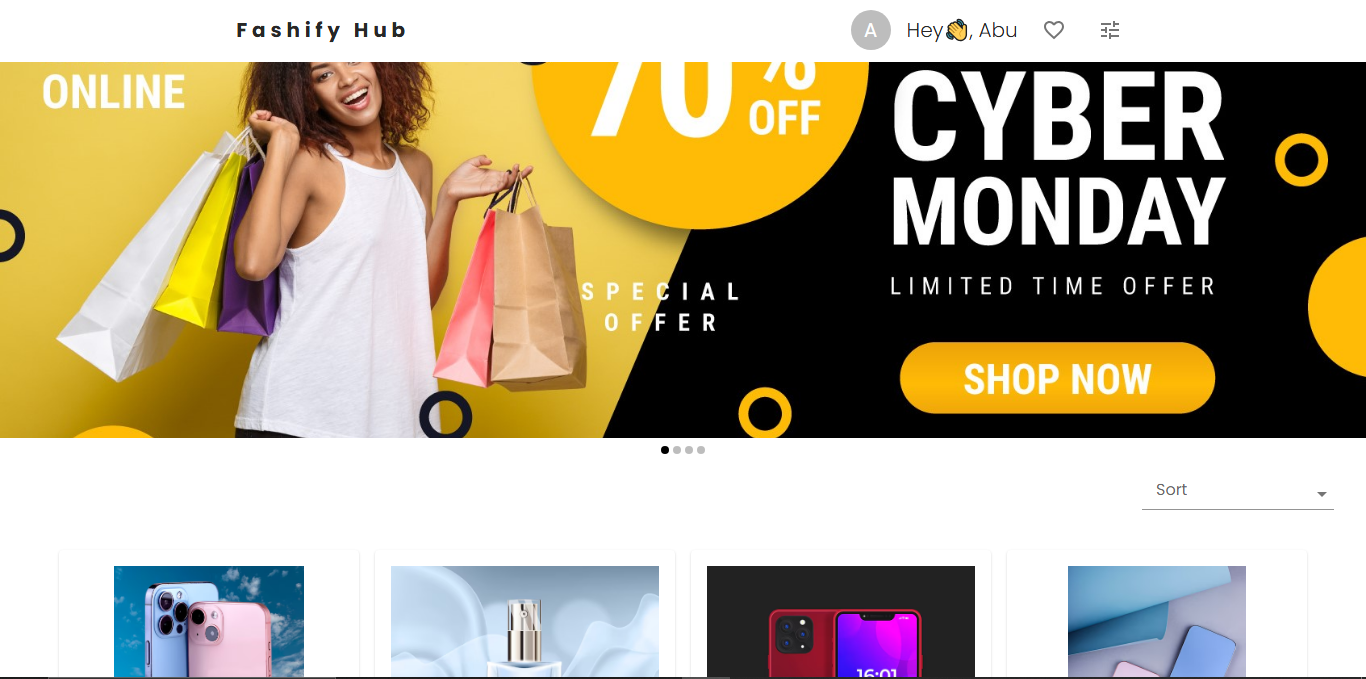 Fashify Hub
A
Hey👋, Abu
ONLINE
70%
OFF
CYBER
MONDAY
LIMITED TIME OFFER
SPECIAL
OFFER
SHOP NOW
Sort
16:01